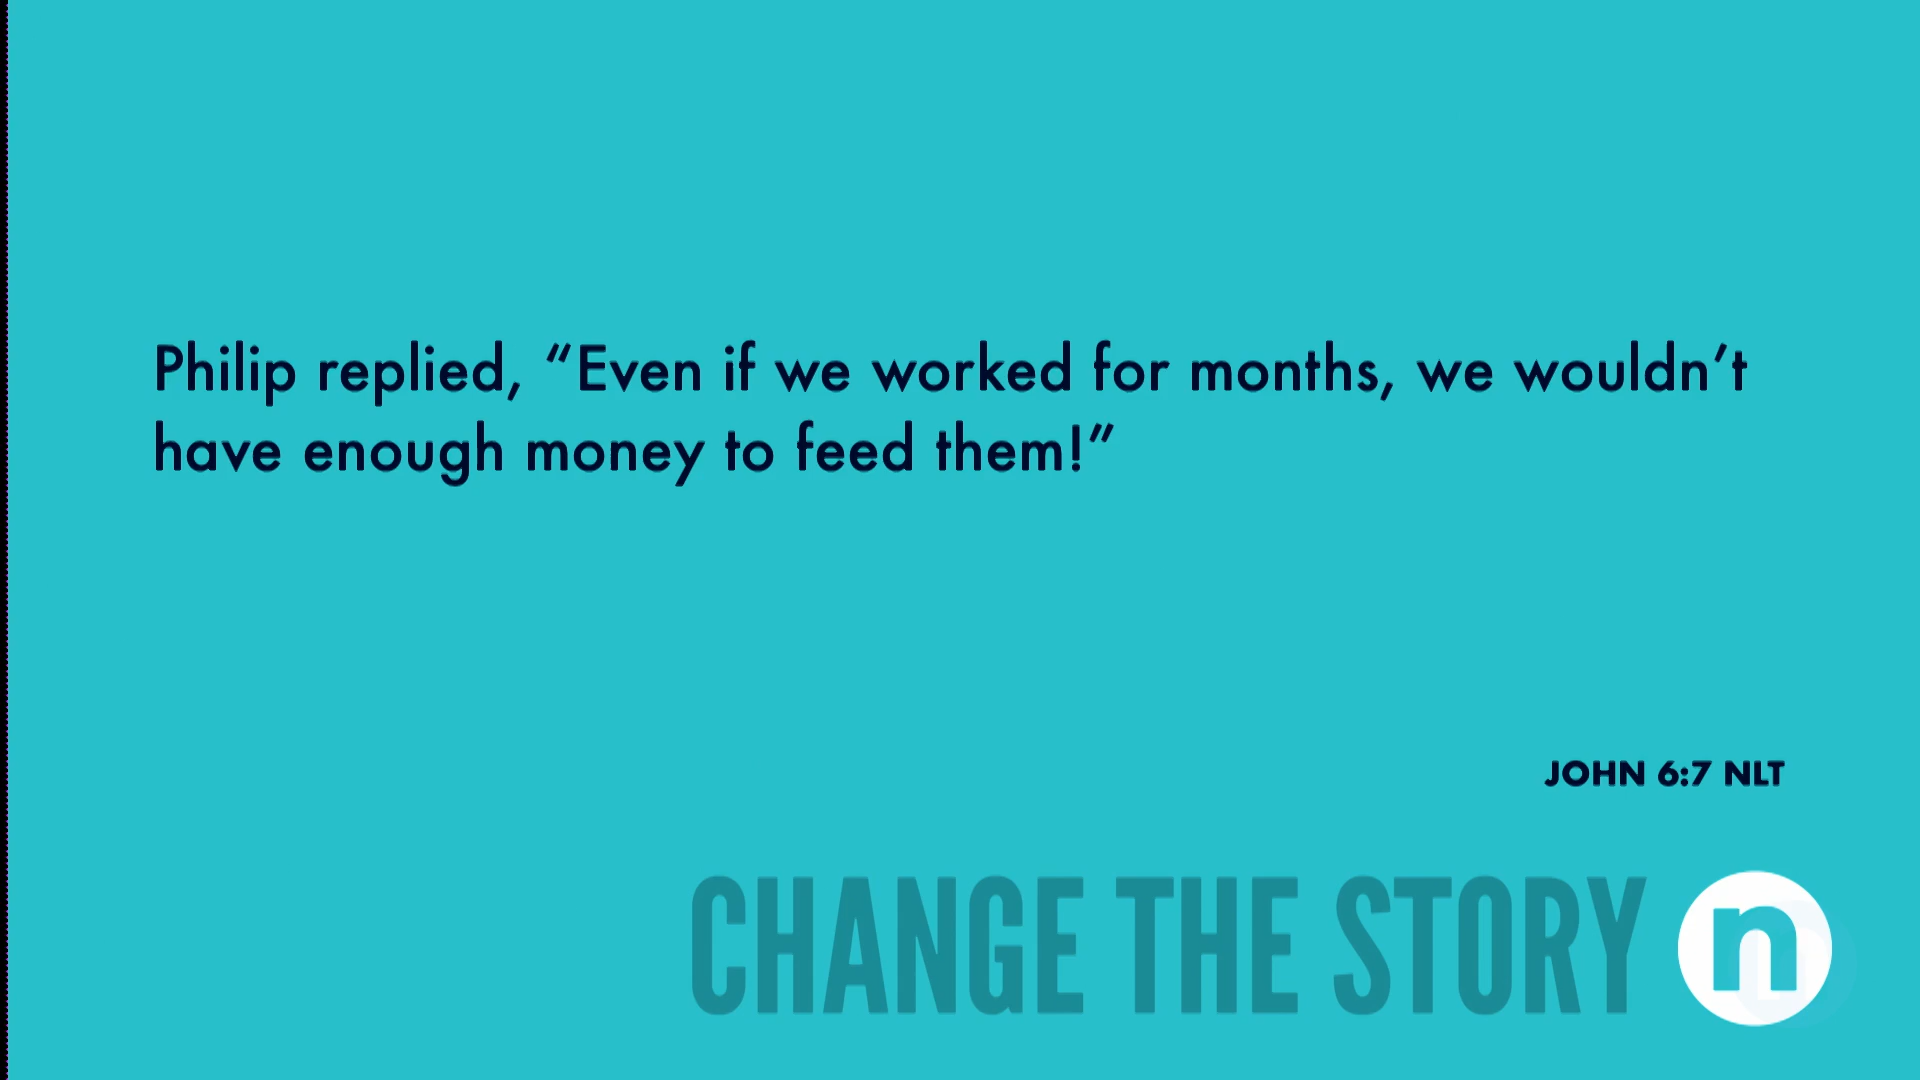 Philip replied, “Even if we worked for months, we wouldn’t
have enough money to feed them!”
JOHN 6:7 NLT
CHANGE THE STORY
n